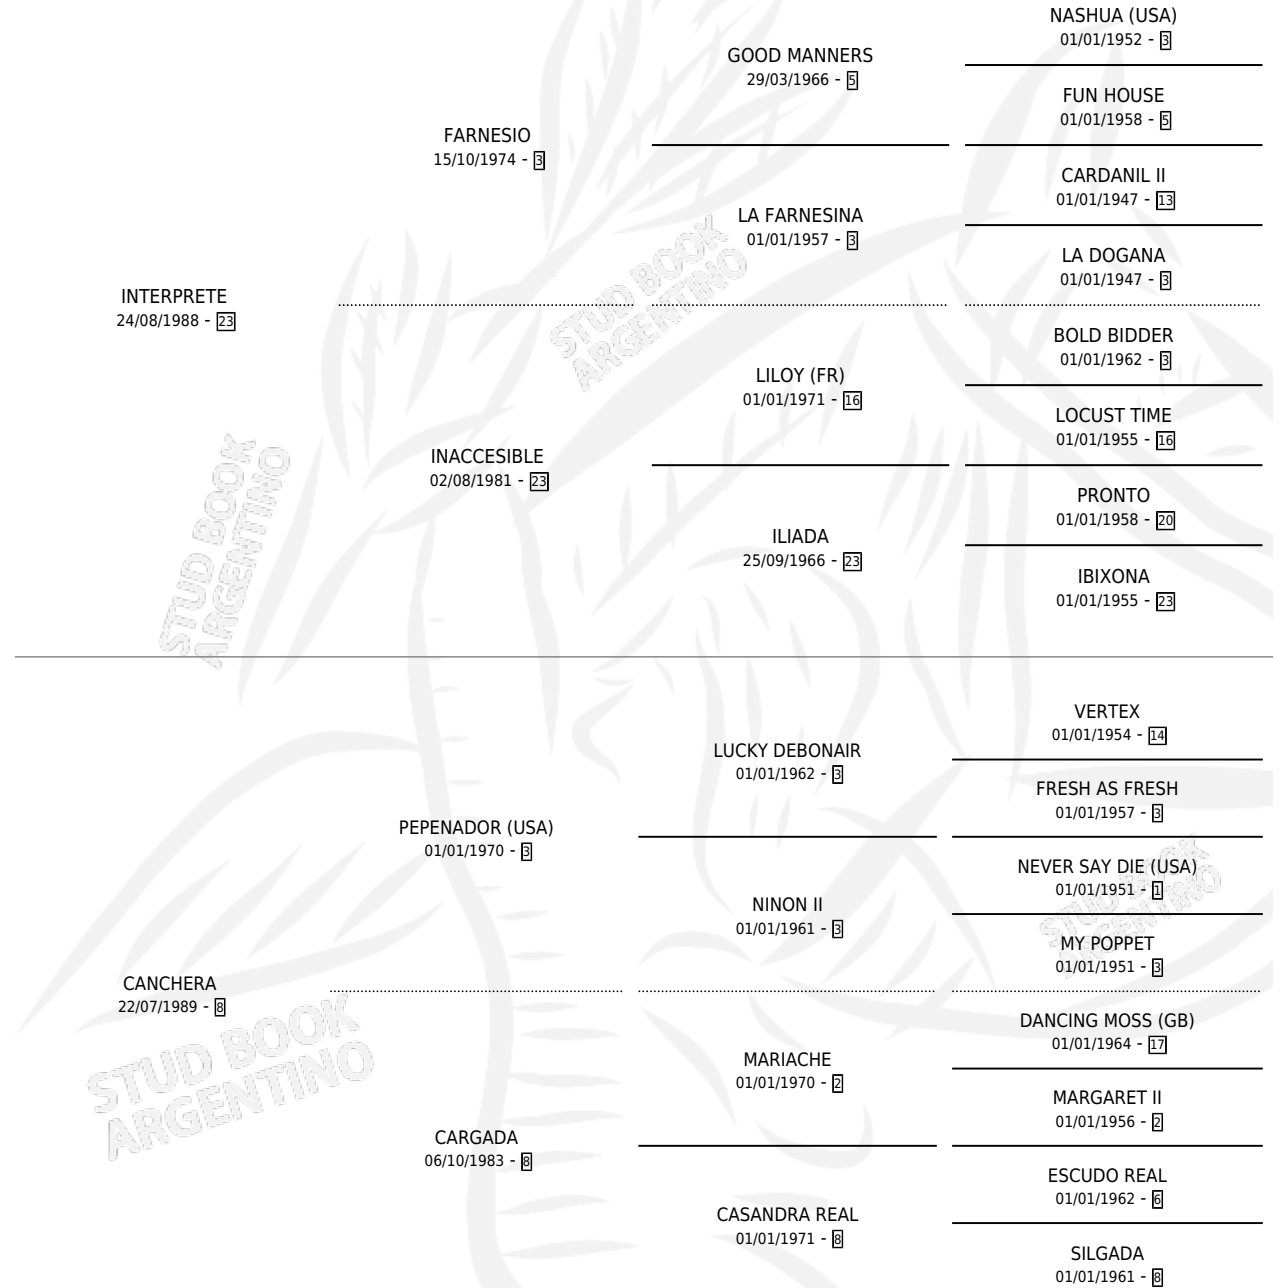 NASHUA (USA)
01/01/1952 - 3
GOOD MANNERS
29/03/1966 - 5
FUN HOUSE
01/01/1958 - 5
FARNESIO
15/10/1974 - 3
CARDANIL II
01/01/1947 - 13
LA FARNESINA
01/01/1957 - 3
LA DOGANA
01/01/1947 - 3
INTERPRETE
24/08/1988 - 23
STUD BOOK
ARGENTINO
BOLD BIDDER
01/01/1962 - 3
LILOY (FR)
01/01/1971 - 16
LOCUST TIME
01/01/1955 - 16
INACCESIBLE
02/08/1981 - 23
PRONTO
01/01/1958 - 20
ILIADA
25/09/1966 - 23
IBIXONA
01/01/1955 - 23
STUD BOOK
ARGENTINO
VERTEX
01/01/1954 - 14
LUCKY DEBONAIR
01/01/1962 - 3
FRESH AS FRESH
01/01/1957 - 3
PEPENADOR (USA)
01/01/1970 - 3
NEVER SAY DIE (USA)
01/01/1951 - 1
NINON II
01/01/1961 - 3
MY POPPET
01/01/1951 - 3
STUD BOOK
ARGENTINO
CANCHERA
22/07/1989 - 8
DANCING MOSS (GB)
01/01/1964 - 17
MARIACHE
01/01/1970 - 2
MARGARET II
01/01/1956 - 2
STUD BOOK
ARGENTINO
CARGADA
06/10/1983 - 8
ESCUDO REAL
01/01/1962 - 6
CASANDRA REAL
01/01/1971 - 8
SILGADA
01/01/1961 - 8